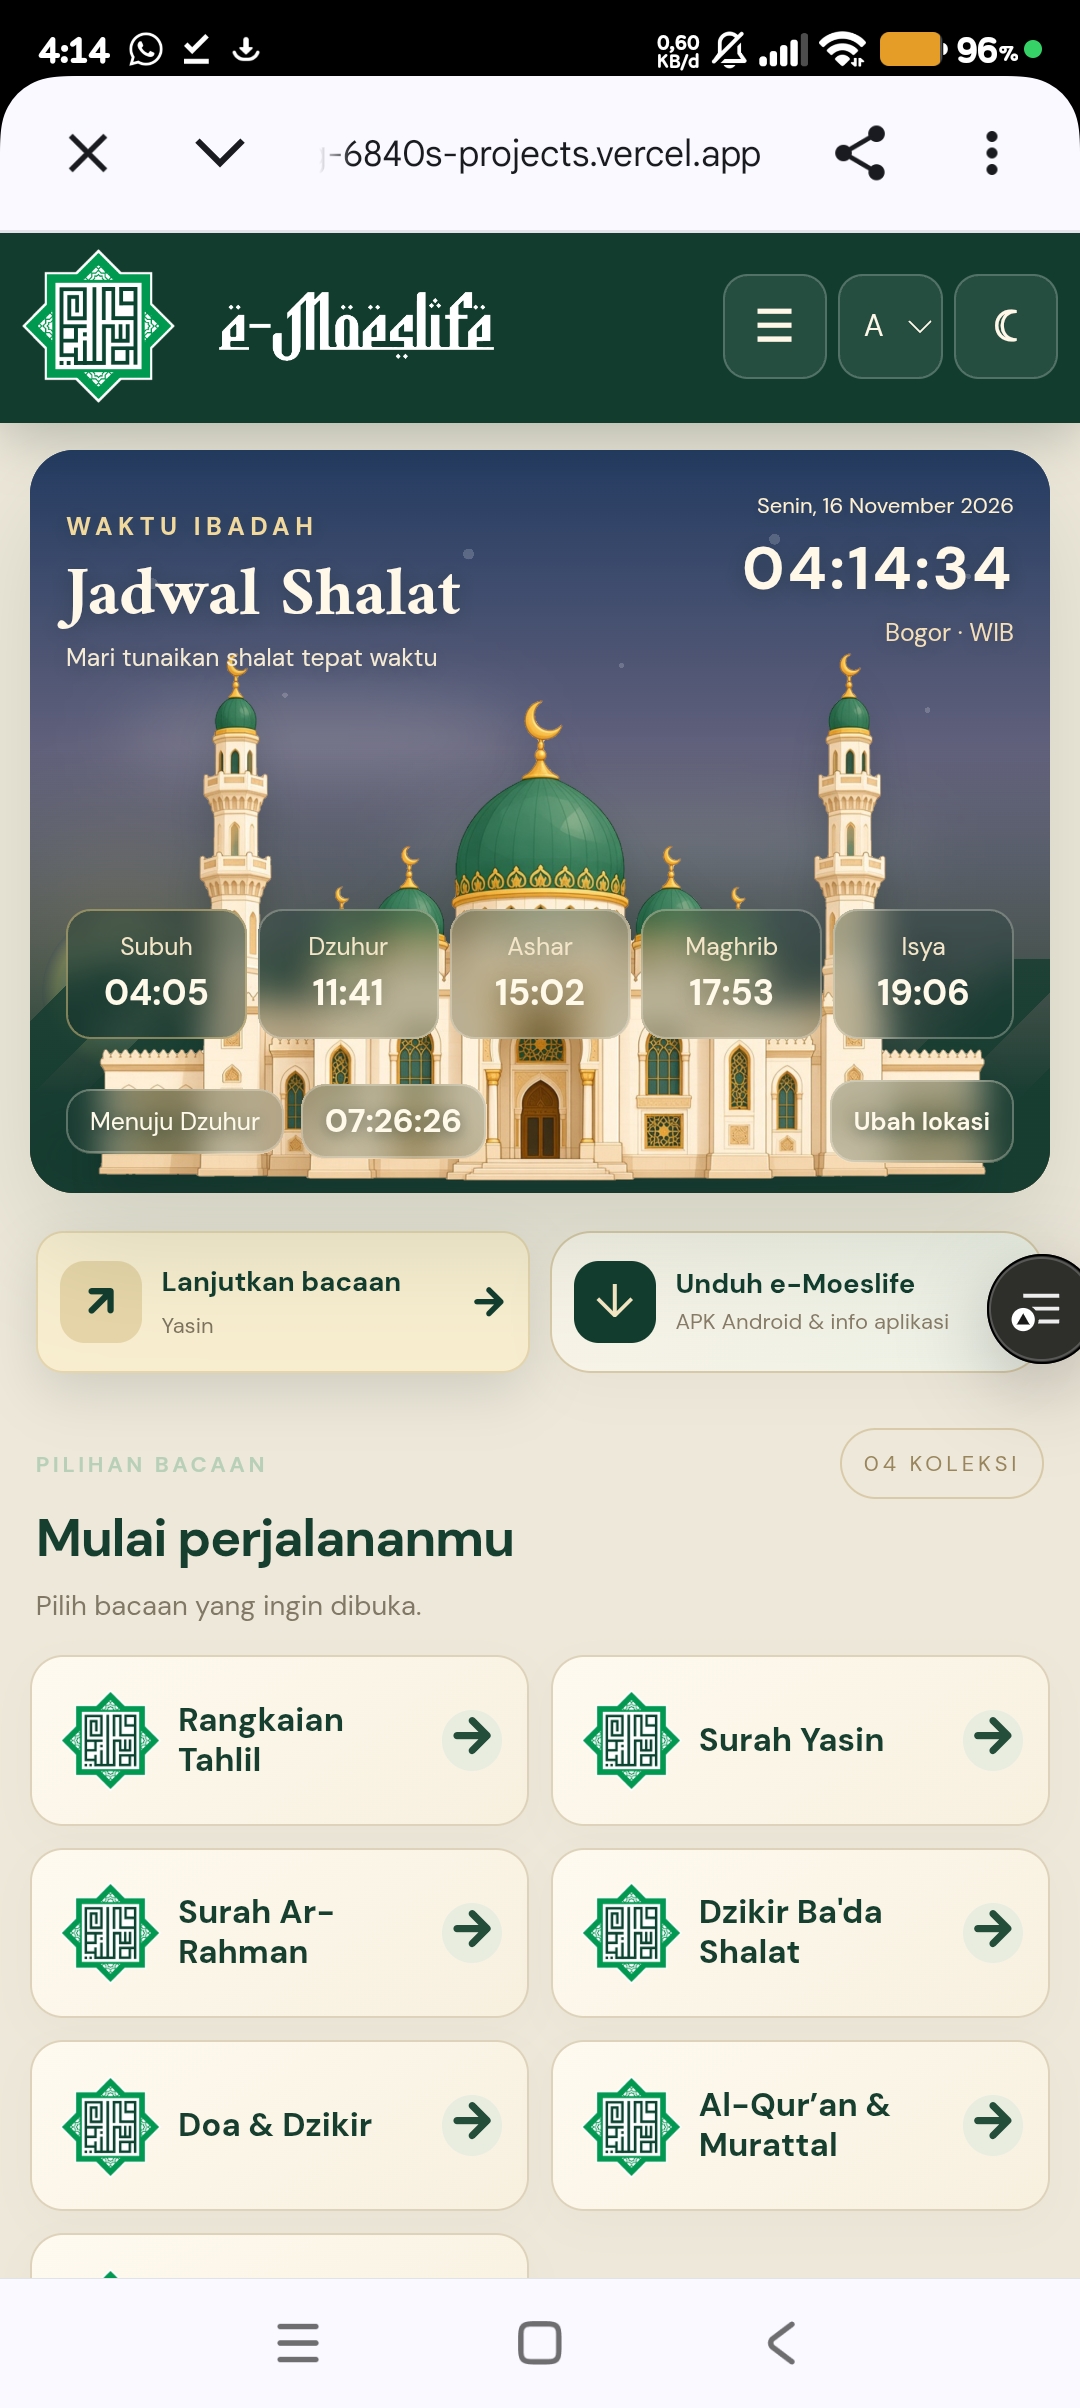 4:14
0,60
KB/d
96%
-6840s-projects.vercel.app
e-Moeslife
A
Senin, 16 November 2026
WAKTU IBADAH
04:14:34
Jadwal Shalat
Bogor · WIB
Mari tunaikan shalat tepat waktu
Subuh
04:05
Dzuhur
11:41
Ashar
15:02
Maghrib
17:53
Isya
19:06
Menuju Dzuhur
07:26:26
Ubah lokasi
Lanjutkan bacaan
Yasin
Unduh e-Moeslife
APK Android & info aplikasi
PILIHAN BACAAN
04 KOLEKSI
Mulai perjalananmu
Pilih bacaan yang ingin dibuka.
Rangkaian
Tahlil
Surah Yasin
Surah Ar-
Rahman
Dzikir Ba'da
Shalat
Doa & Dzikir
Al-Qur’an &
Murattal